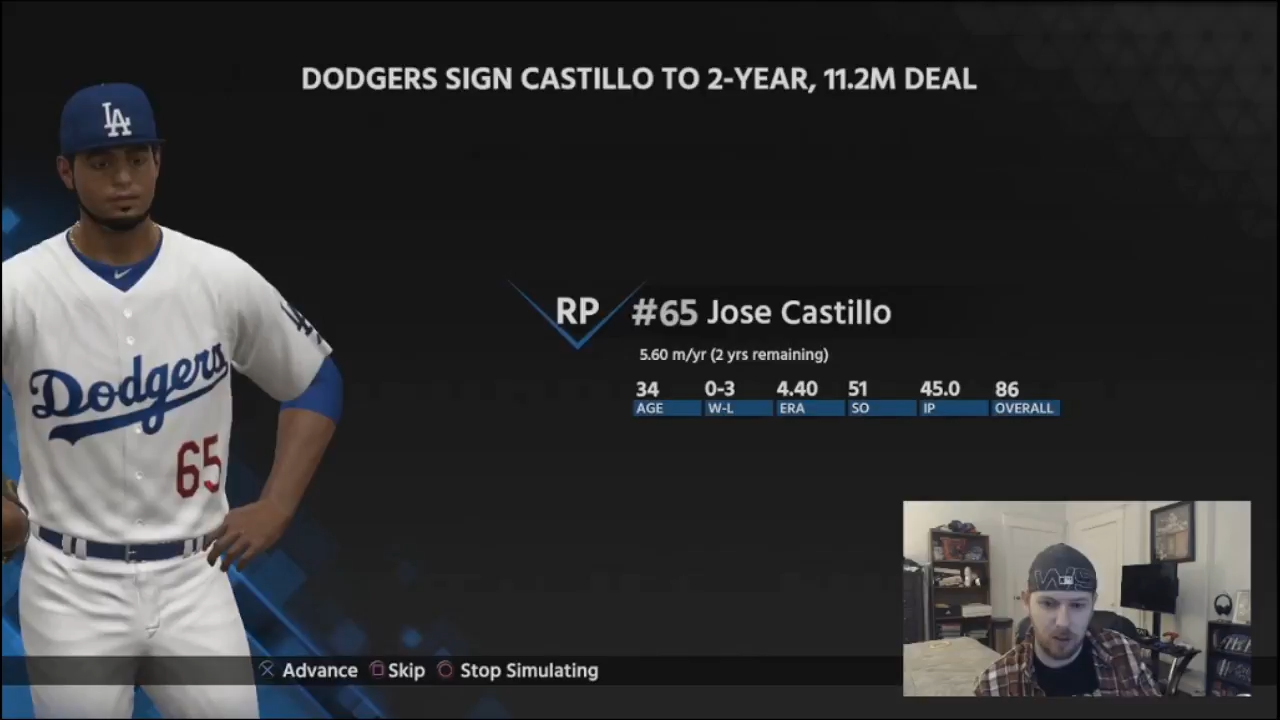 DODGERS SIGN CASTILLO TO 2-YEAR, 11.2M DEAL
LA
RP #65 Jose Castillo
5.60 m/yr (2 yrs remaining)
34 0-3 4.40 51 45.0 86
AGE W-L ERA SO IP OVERALL
LA
Dodgers
65
Advance Skip Stop Simulating